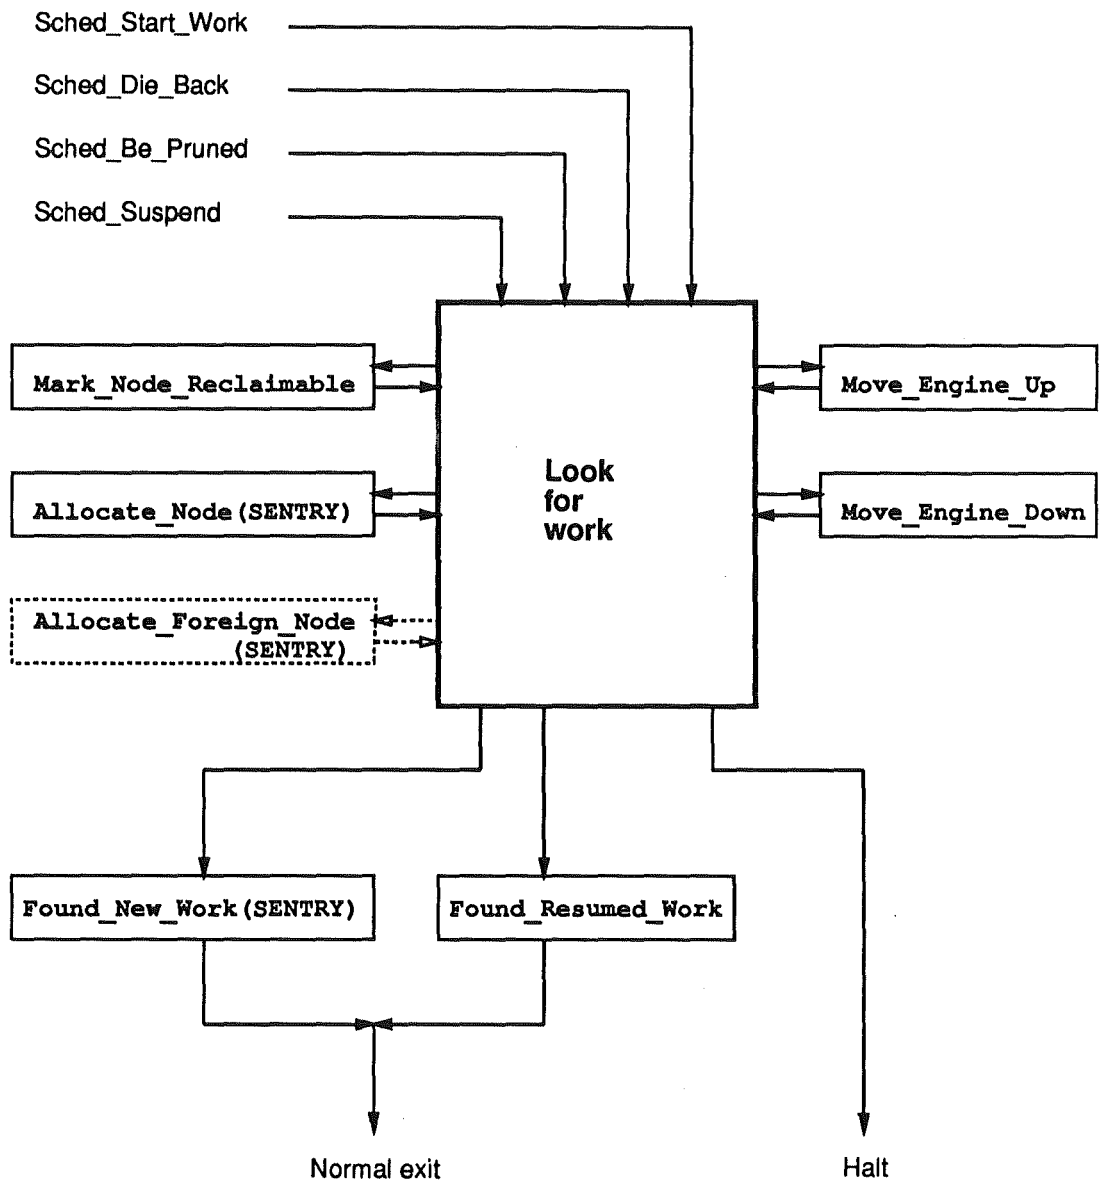 Sched_Start_Work
Sched_Die_Back
Sched_Be_Pruned
Sched_Suspend
Mark_Node_Reclaimable
Move_Engine_Up
Look
for
work
Allocate_Node(SENTRY)
Move_Engine_Down
Allocate_Foreign_Node
(SENTRY)
Found_New_Work(SENTRY)
Found_Resumed_Work
Normal exit
Halt